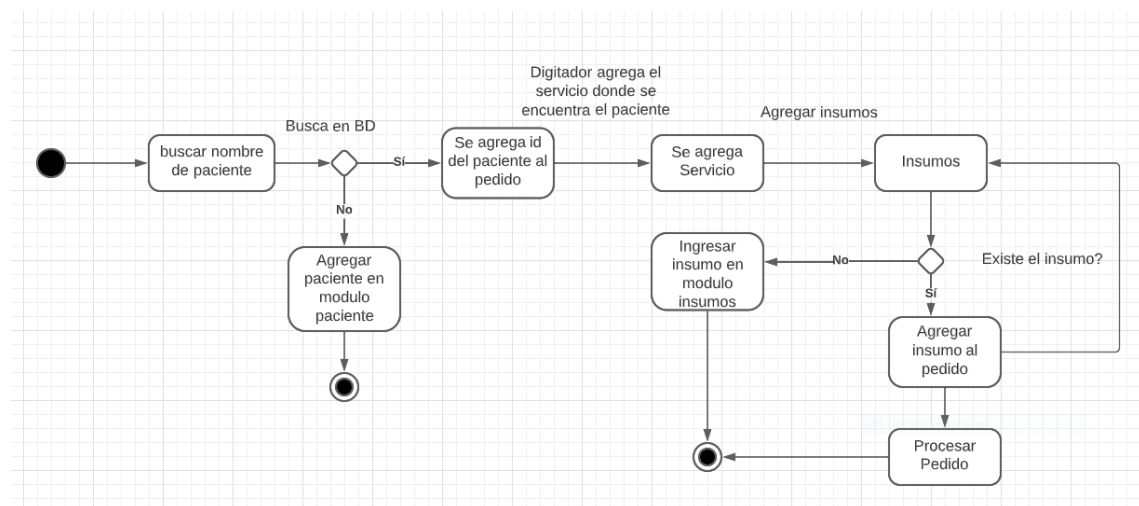 Digitador agrega el
servicio donde se
encuentra el paciente
Agregar insumos
Busca en BD
buscar nombre
de paciente
Sí
Se agrega id
del paciente al
pedido
Se agrega
Servicio
Insumos
No
Agregar
paciente en
modulo
paciente
Ingresar
insumo en
modulo
insumos
No
Existe el insumo?
Sí
Agregar
insumo al
pedido
Procesar
Pedido